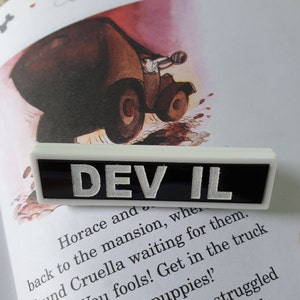 DEV IL
Horace and
back to the mansion, whe
und Cruella waiting for them.
You fools! Get in the truck
puppies!'
struggled